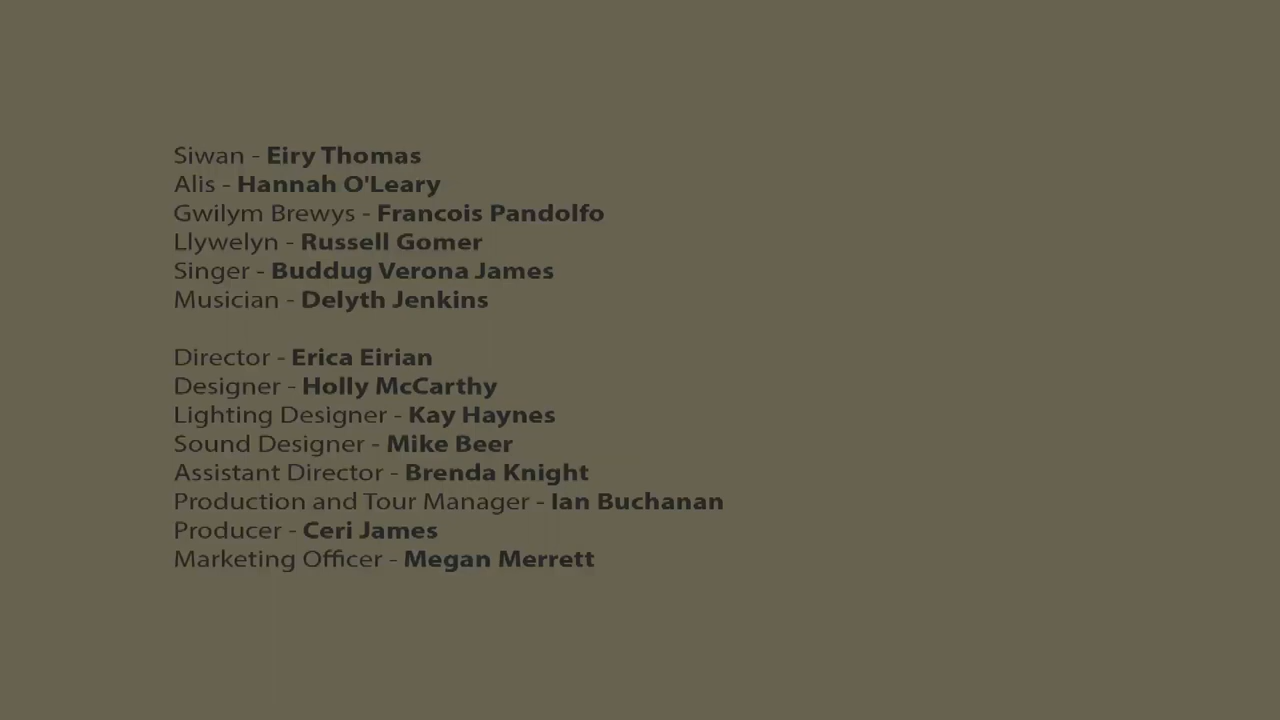 Siwan - Eiry Thomas
Alis - Hannah O'Leary
Gwilym Brewys - Francois Pandolfo
Llywelyn - Russell Gomer
Singer - Buddug Verona James
Musician - Delyth Jenkins
Director - Erica Eirian
Designer - Holly McCarthy
Lighting Designer - Kay Haynes
Sound Designer - Mike Beer
Assistant Director - Brenda Knight
Production and Tour Manager - Ian Buchanan
Producer - Ceri James
Marketing Officer - Megan Merrett